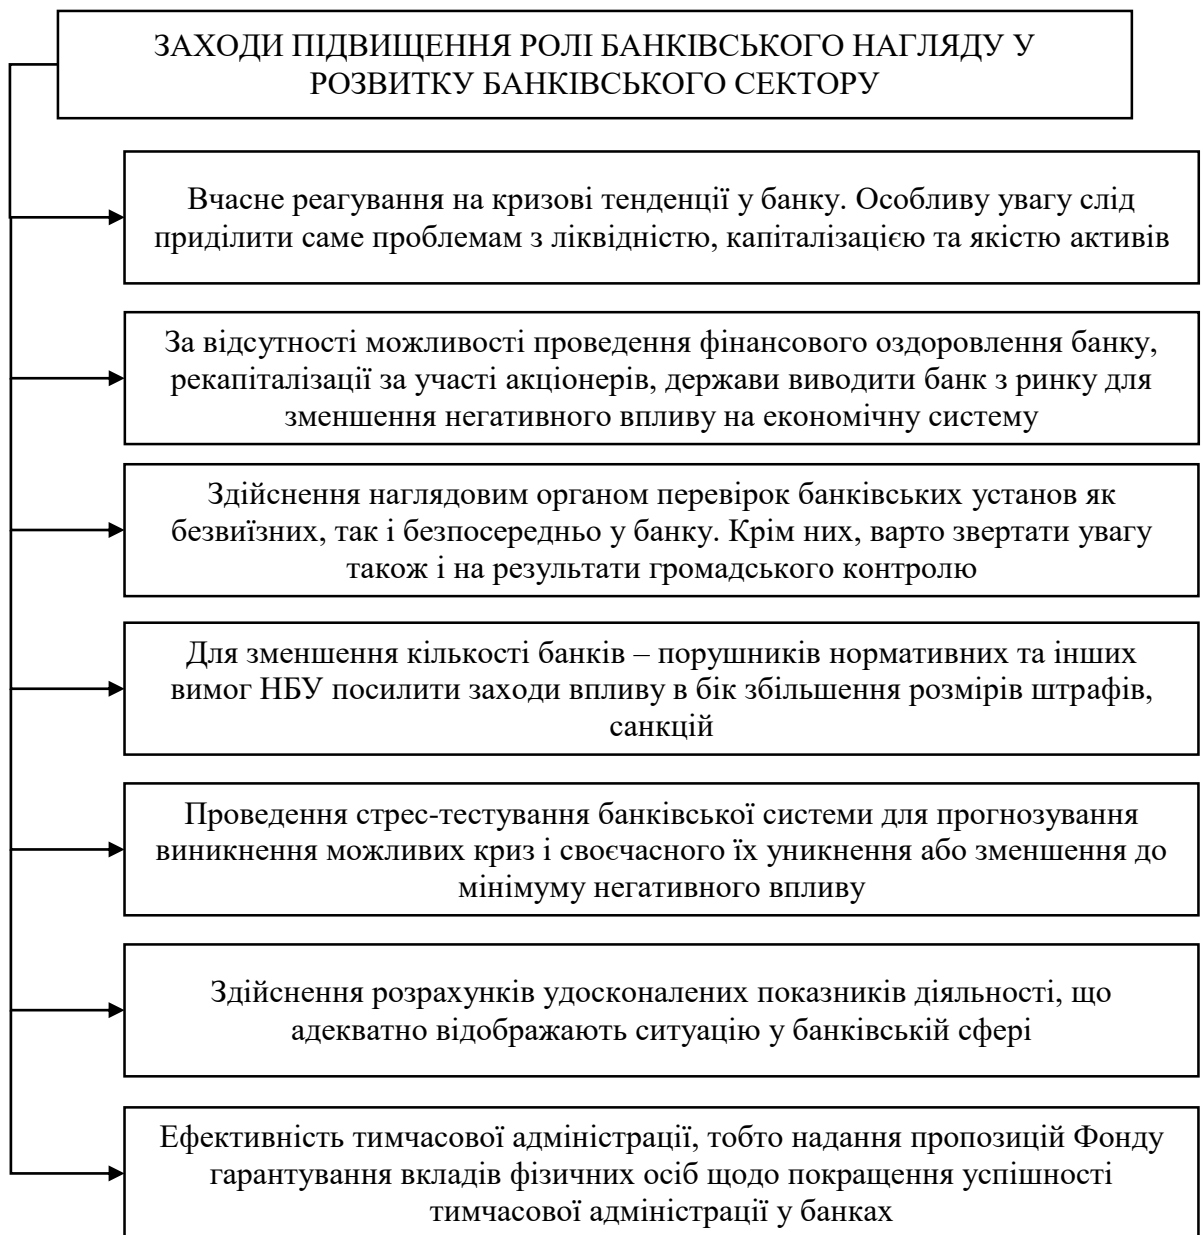 ЗАХОДИ ПІДВИЩЕННЯ РОЛІ БАНКІВСЬКОГО НАГЛЯДУ У
РОЗВИТКУ БАНКІВСЬКОГО СЕКТОРУ
Вчасне реагування на кризові тенденції у банку. Особливу увагу слід
приділити саме проблемам з ліквідністю, капіталізацією та якістю активів
За відсутності можливості проведення фінансового оздоровлення банку,
рекапіталізації за участі акціонерів, держави виводити банк з ринку для
зменшення негативного впливу на економічну систему
Здійснення наглядовим органом перевірок банківських установ як
безвиїзних, так і безпосередньо у банку. Крім них, варто звертати увагу
також і на результати громадського контролю
Для зменшення кількості банків – порушників нормативних та інших
вимог НБУ посилити заходи впливу в бік збільшення розмірів штрафів,
санкцій
Проведення стрес-тестування банківської системи для прогнозування
виникнення можливих криз і своєчасного їх уникнення або зменшення до
мінімуму негативного впливу
Здійснення розрахунків удосконалених показників діяльності, що
адекватно відображають ситуацію у банківській сфері
Ефективність тимчасової адміністрації, тобто надання пропозицій Фонду
гарантування вкладів фізичних осіб щодо покращення успішності
тимчасової адміністрації у банках